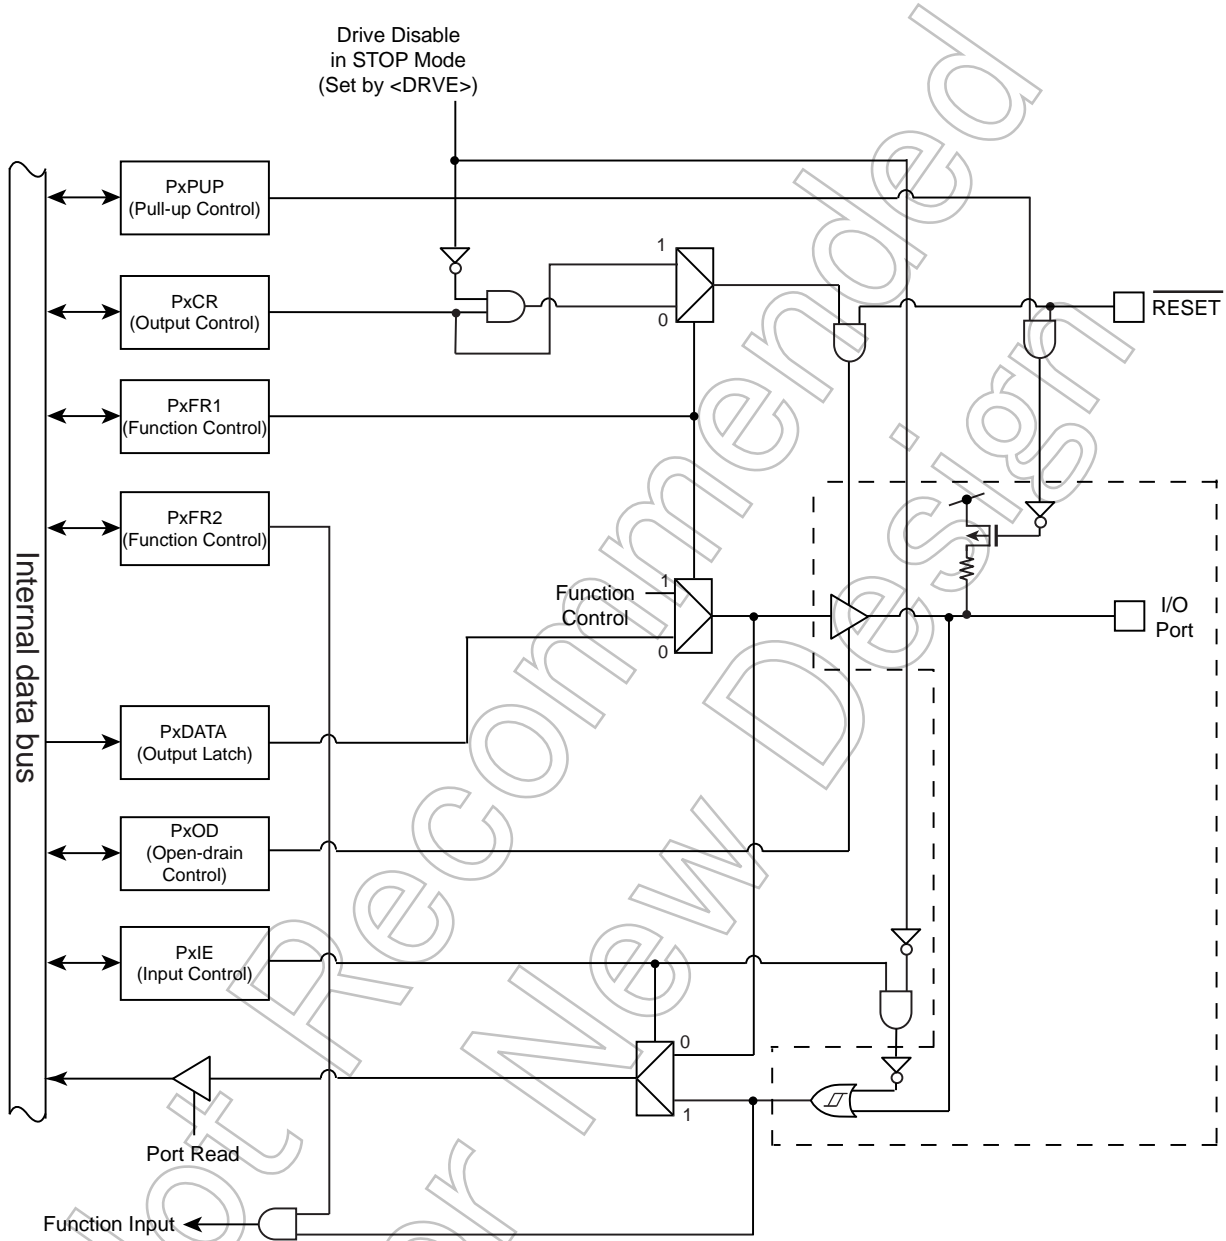 Drive Disable
in STOP Mode
(Set by <DRVE>)
PxPUP
(Pull-up Control)
1
PxCR
(Output Control)
0
RESET
PxFR1
(Function Control)
PxFR2
(Function Control)
Internal data bus
1
Function
Control
0
I/O
Port
PxDATA
(Output Latch)
PxOD
(Open-drain
Control)
PxIE
(Input Control)
0
1
Port Read
Function Input
Not Recommended
for New Design